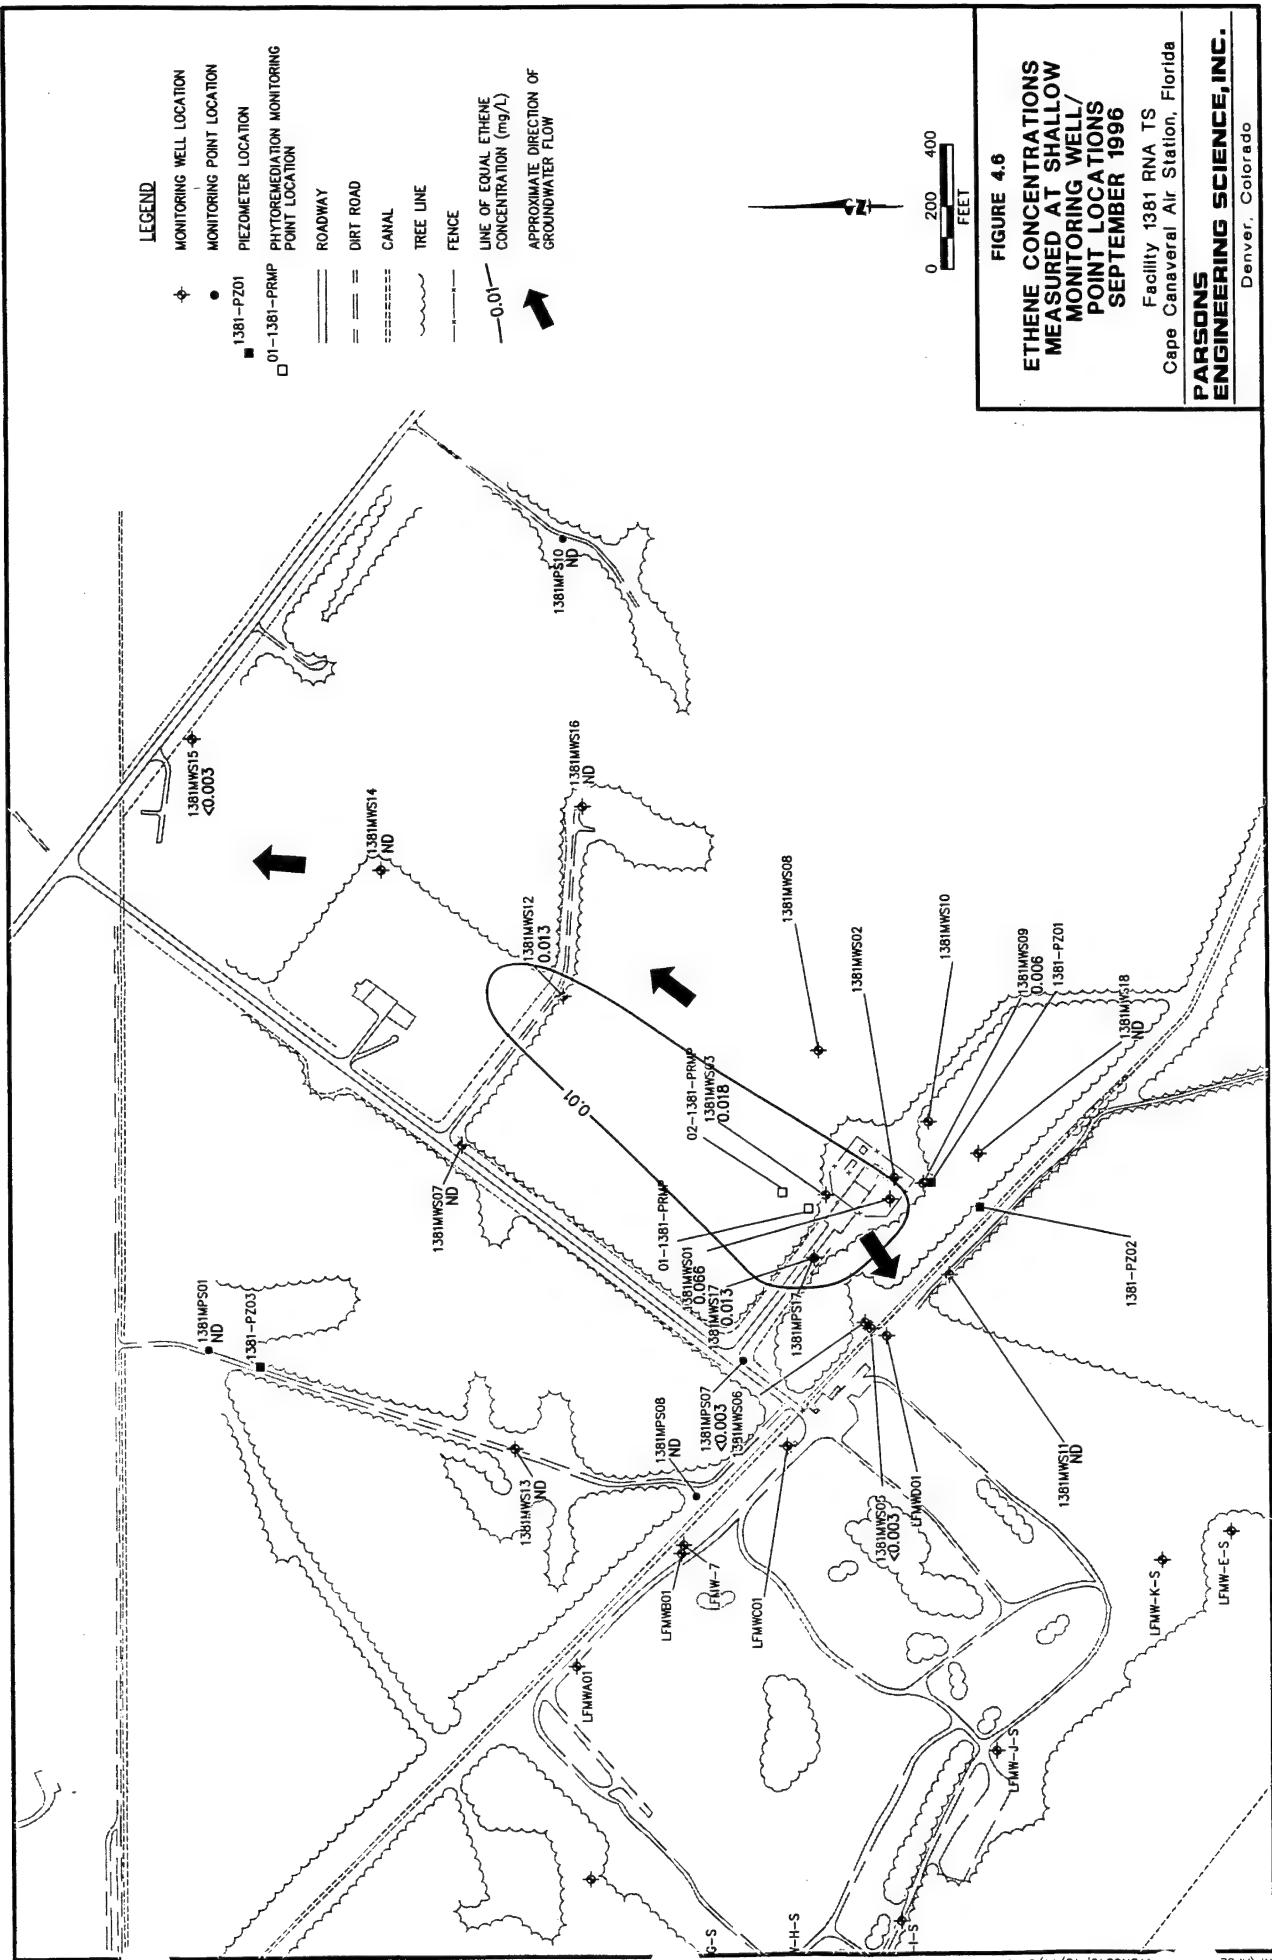 LEGEND
MONITORING WELL LOCATION
MONITORING POINT LOCATION
1381-PZ01 PIEZOMETER LOCATION
01-1381-PRMP PHYTOREMEDIATION MONITORING
POINT LOCATION
ROADWAY
DIRT ROAD
CANAL
TREE LINE
FENCE
0.01 LINE OF EQUAL ETHENE
CONCENTRATION (mg/L)
APPROXIMATE DIRECTION OF
GROUNDWATER FLOW
N
0 200 400
FEET
FIGURE 4.6
ETHENE CONCENTRATIONS
MEASURED AT SHALLOW
MONITORING WELL/
POINT LOCATIONS
SEPTEMBER 1996
Facility 1381 RNA TS
Cape Canaveral Air Station, Florida
PARSONS
ENGINEERING SCIENCE, INC.
Denver, Colorado
1381MWS15
<0.003
1381MPS10
ND
1381MWS14
ND
1381MWS16
ND
1381MWS12
0.013
1381MWS08
1381MWS02
1381MWS10
1381MWS09
0.006
1381-PZ01
1381MWS18
ND
0.01
02-1381-PRMP
1381MWS03
0.018
1381MWS07
ND
01-1381-PRMP
1381MWS01
0.066
1381MWS17
0.013
1381MPS17
1381-PZ02
1381MPS01
ND
1381-PZ03
1381MWS13
ND
1381MPS08
ND
1381MPS07
<0.003
1381MWS06
1381MWS05
<0.003
LFMWD01
1381MWS11
ND
LFMWB01
LFMW-7
LFMWC01
LFMWA01
LFMW-K-S
LFMW-E-S
LFMW-J-S
G-S
-H-S
I-S